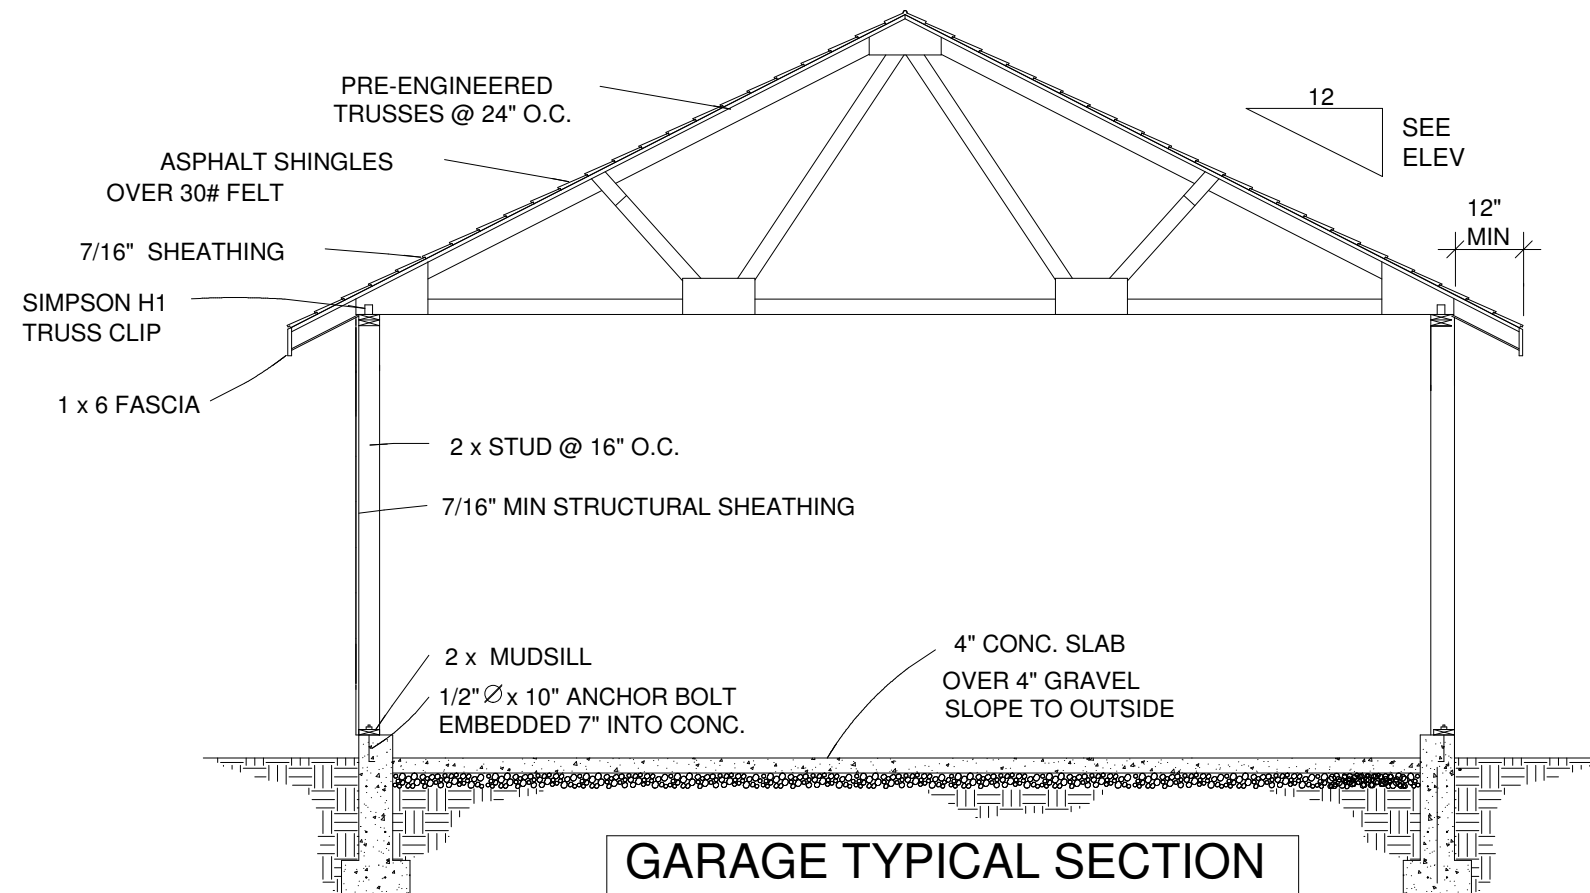 PRE-ENGINEERED
TRUSSES @ 24" O.C.
ASPHALT SHINGLES
OVER 30# FELT
7/16" SHEATHING
SIMPSON H1
TRUSS CLIP
1 x 6 FASCIA
12
SEE
ELEV
12"
MIN
2 x STUD @ 16" O.C.
7/16" MIN STRUCTURAL SHEATHING
2 x MUDSILL
1/2"∅ x 10" ANCHOR BOLT
EMBEDDED 7" INTO CONC.
4" CONC. SLAB
OVER 4" GRAVEL
SLOPE TO OUTSIDE
GARAGE TYPICAL SECTION